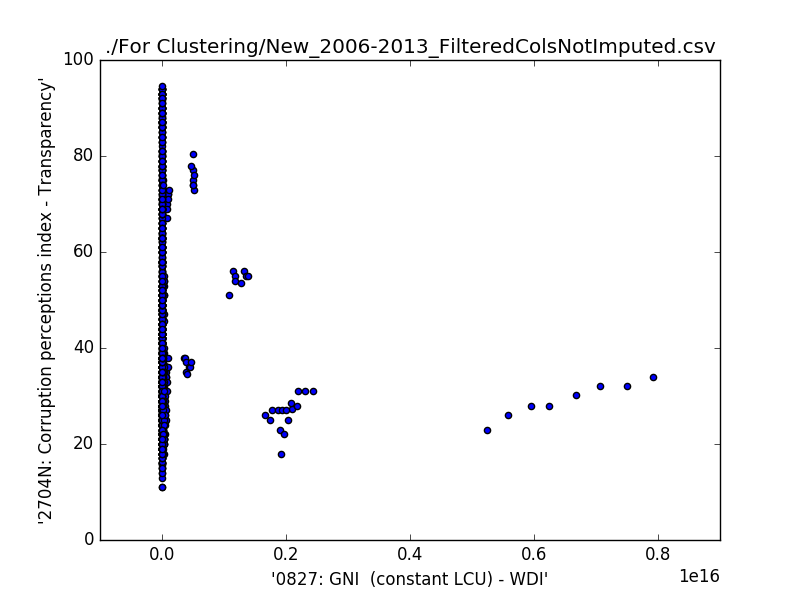 ./For Clustering/New_2006-2013_FilteredColsNotImputed.csv
'2704N: Corruption perceptions index - Transparency'
100
80
60
40
20
0
0.0 0.2 0.4 0.6 0.8
1e16
'0827: GNI  (constant LCU) - WDI'